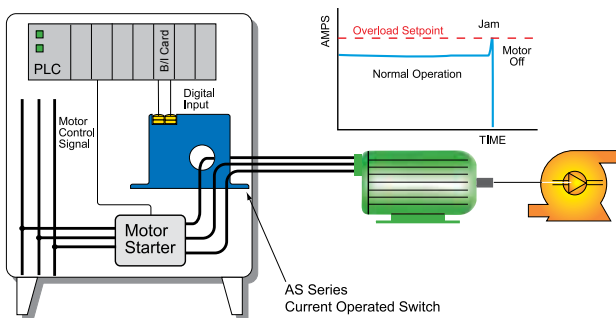 PLC
B/I Card
Digital
Input
Motor
Control
Signal
Motor
Starter
AS Series
Current Operated Switch
AMPS
Overload Setpoint
Jam
Motor
Off
Normal Operation
TIME